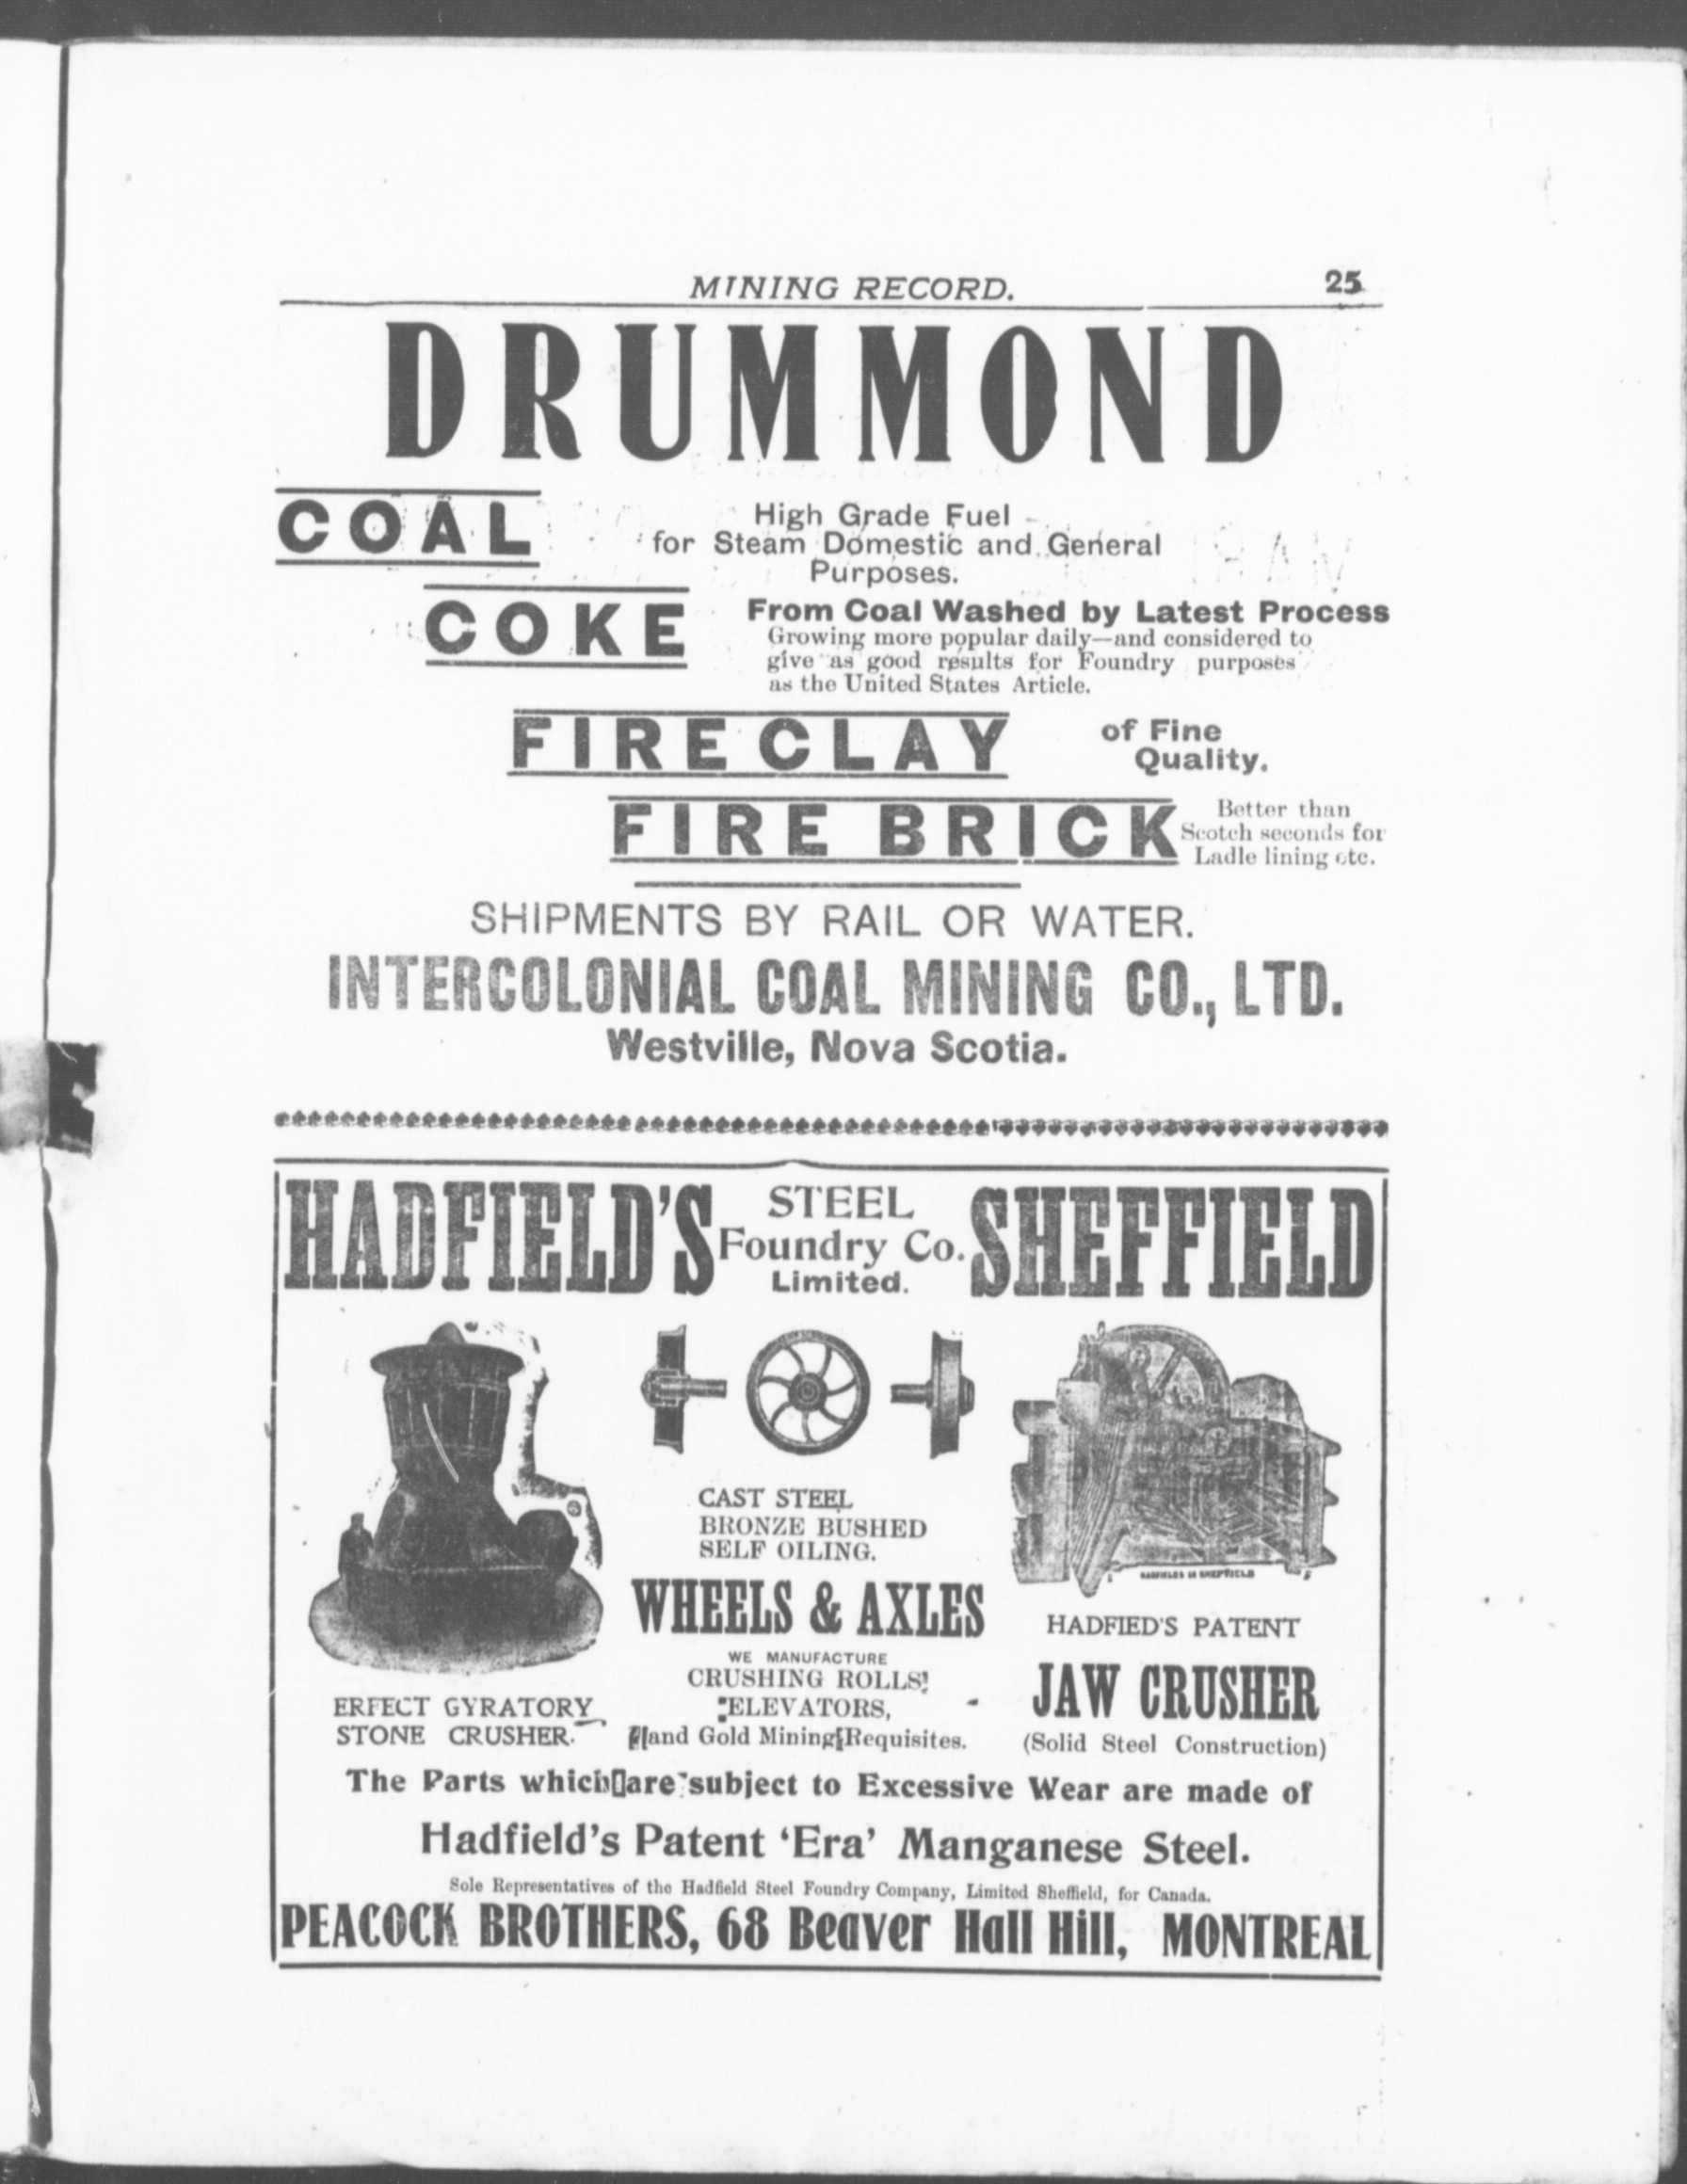 MINING RECORD. 25
DRUMMOND
COAL
High Grade Fuel
for Steam Domestic and General
Purposes.
COKE
From Coal Washed by Latest Process
Growing more popular daily—and considered to
give as good results for Foundry purposes
as the United States Article.
FIRECLAY
of Fine
Quality.
FIRE BRICK
Better than
Scotch seconds for
Ladle lining etc.
SHIPMENTS BY RAIL OR WATER.
INTERCOLONIAL COAL MINING CO., LTD.
Westville, Nova Scotia.
HADFIELD'S
STEEL
Foundry Co.
Limited.
SHEFFIELD
CAST STEEL
BRONZE BUSHED
SELF OILING.
WHEELS & AXLES
WE MANUFACTURE
CRUSHING ROLLS!
ELEVATORS,
and Gold Mining Requisites.
ERFECT GYRATORY
STONE CRUSHER.
HADFIELDS LD SHEFFIELD
HADFIED'S PATENT
JAW CRUSHER
(Solid Steel Construction)
The Parts which are subject to Excessive Wear are made of
Hadfield's Patent 'Era' Manganese Steel.
Sole Representatives of the Hadfield Steel Foundry Company, Limited Sheffield, for Canada.
PEACOCK BROTHERS, 68 Beaver Hall Hill, MONTREAL